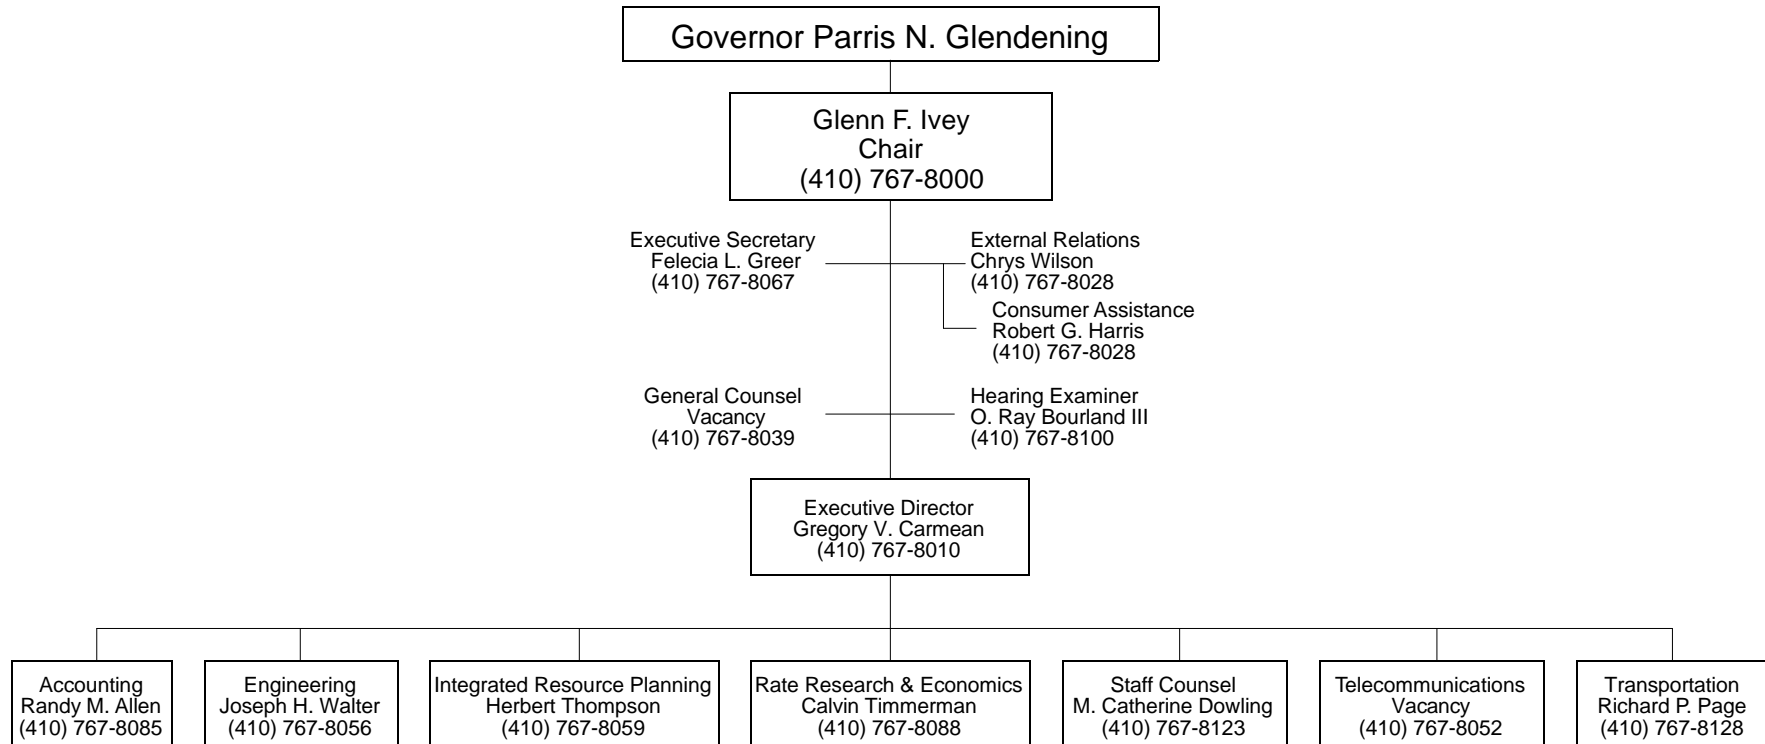 Governor Parris N. Glendening
Glenn F. Ivey
Chair
(410) 767-8000
Executive Secretary
Felecia L. Greer
(410) 767-8067
External Relations
Chrys Wilson
(410) 767-8028
Consumer Assistance
Robert G. Harris
(410) 767-8028
General Counsel
Vacancy
(410) 767-8039
Hearing Examiner
O. Ray Bourland III
(410) 767-8100
Executive Director
Gregory V. Carmean
(410) 767-8010
Accounting
Randy M. Allen
(410) 767-8085
Engineering
Joseph H. Walter
(410) 767-8056
Integrated Resource Planning
Herbert Thompson
(410) 767-8059
Rate Research & Economics
Calvin Timmerman
(410) 767-8088
Staff Counsel
M. Catherine Dowling
(410) 767-8123
Telecommunications
Vacancy
(410) 767-8052
Transportation
Richard P. Page
(410) 767-8128